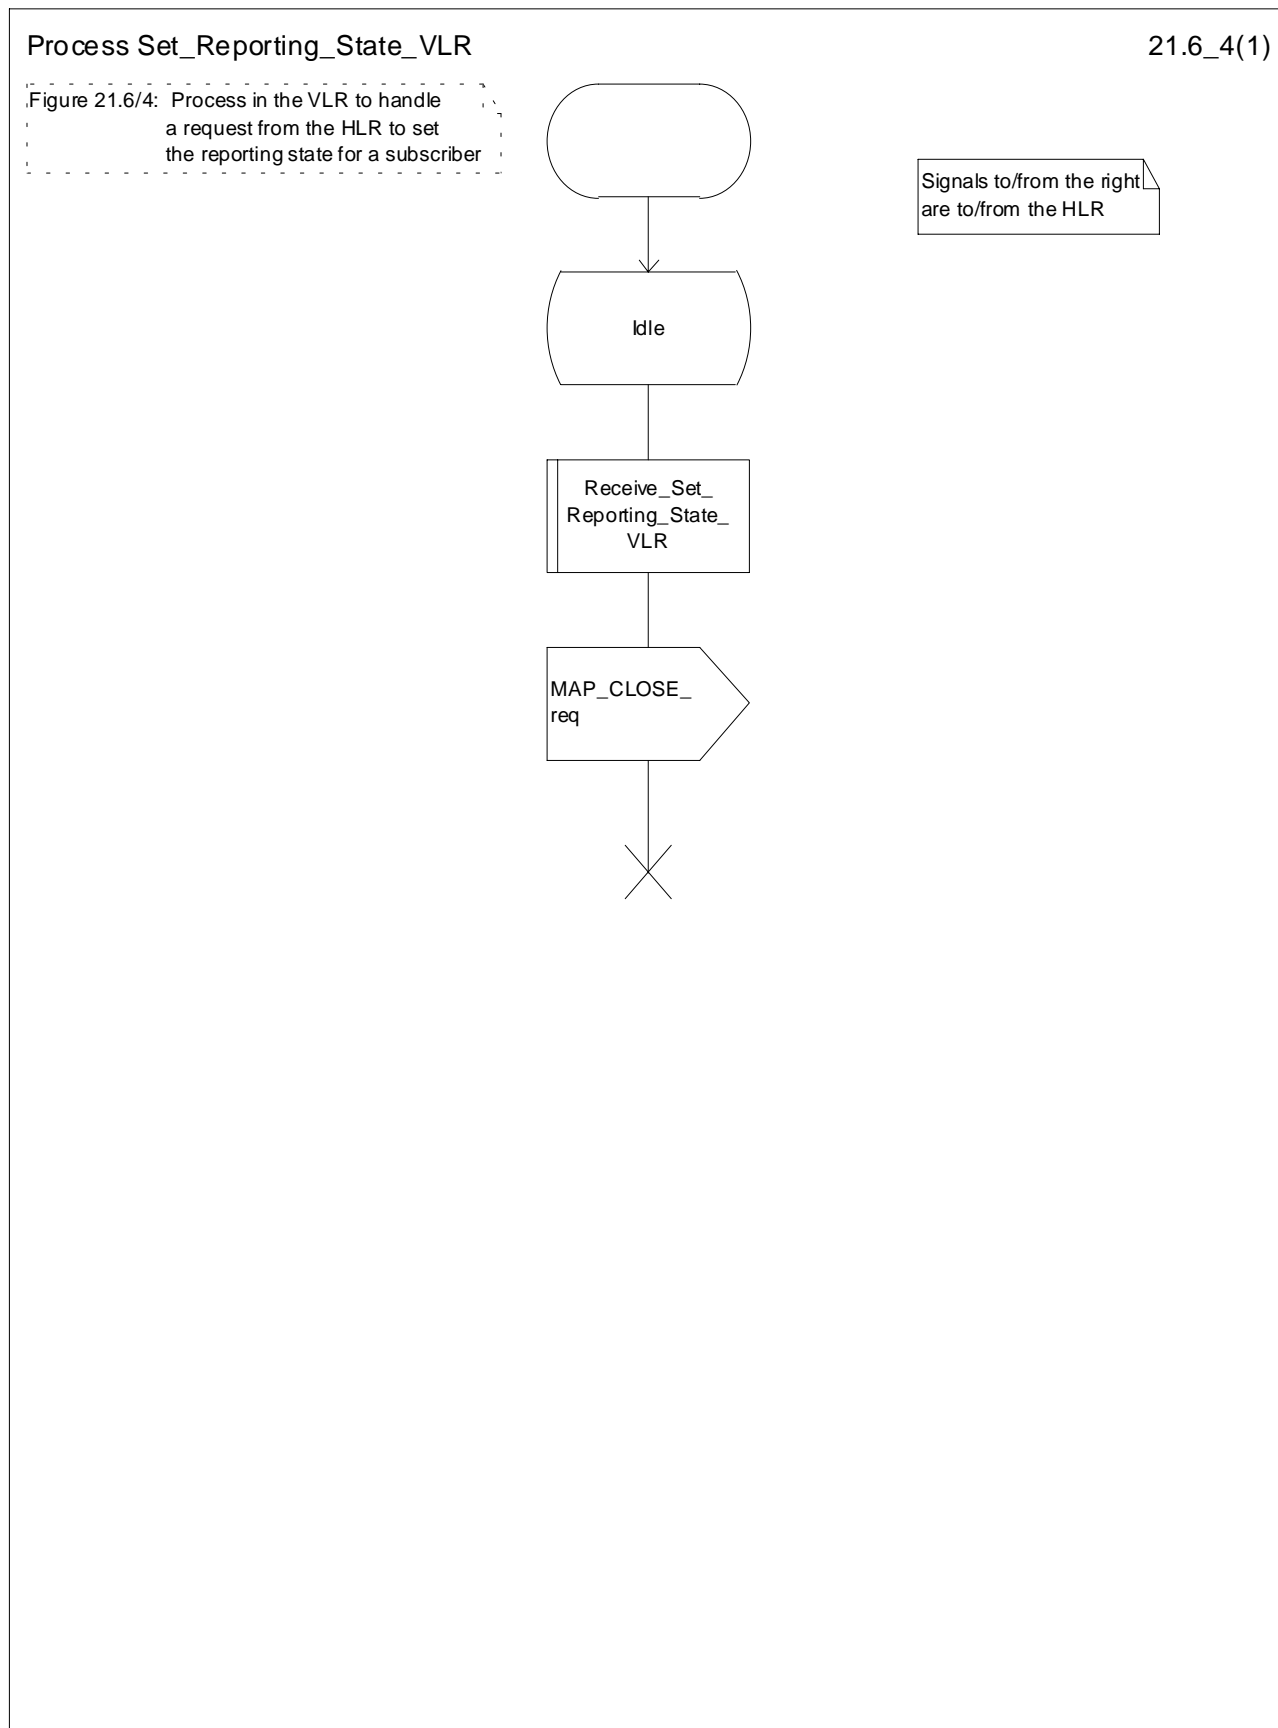 Process Set_Reporting_State_VLR
21.6_4(1)
Figure 21.6/4: Process in the VLR to handle
a request from the HLR to set
the reporting state for a subscriber
Signals to/from the right
are to/from the HLR
Idle
Receive_Set_
Reporting_State_
VLR
MAP_CLOSE_
req